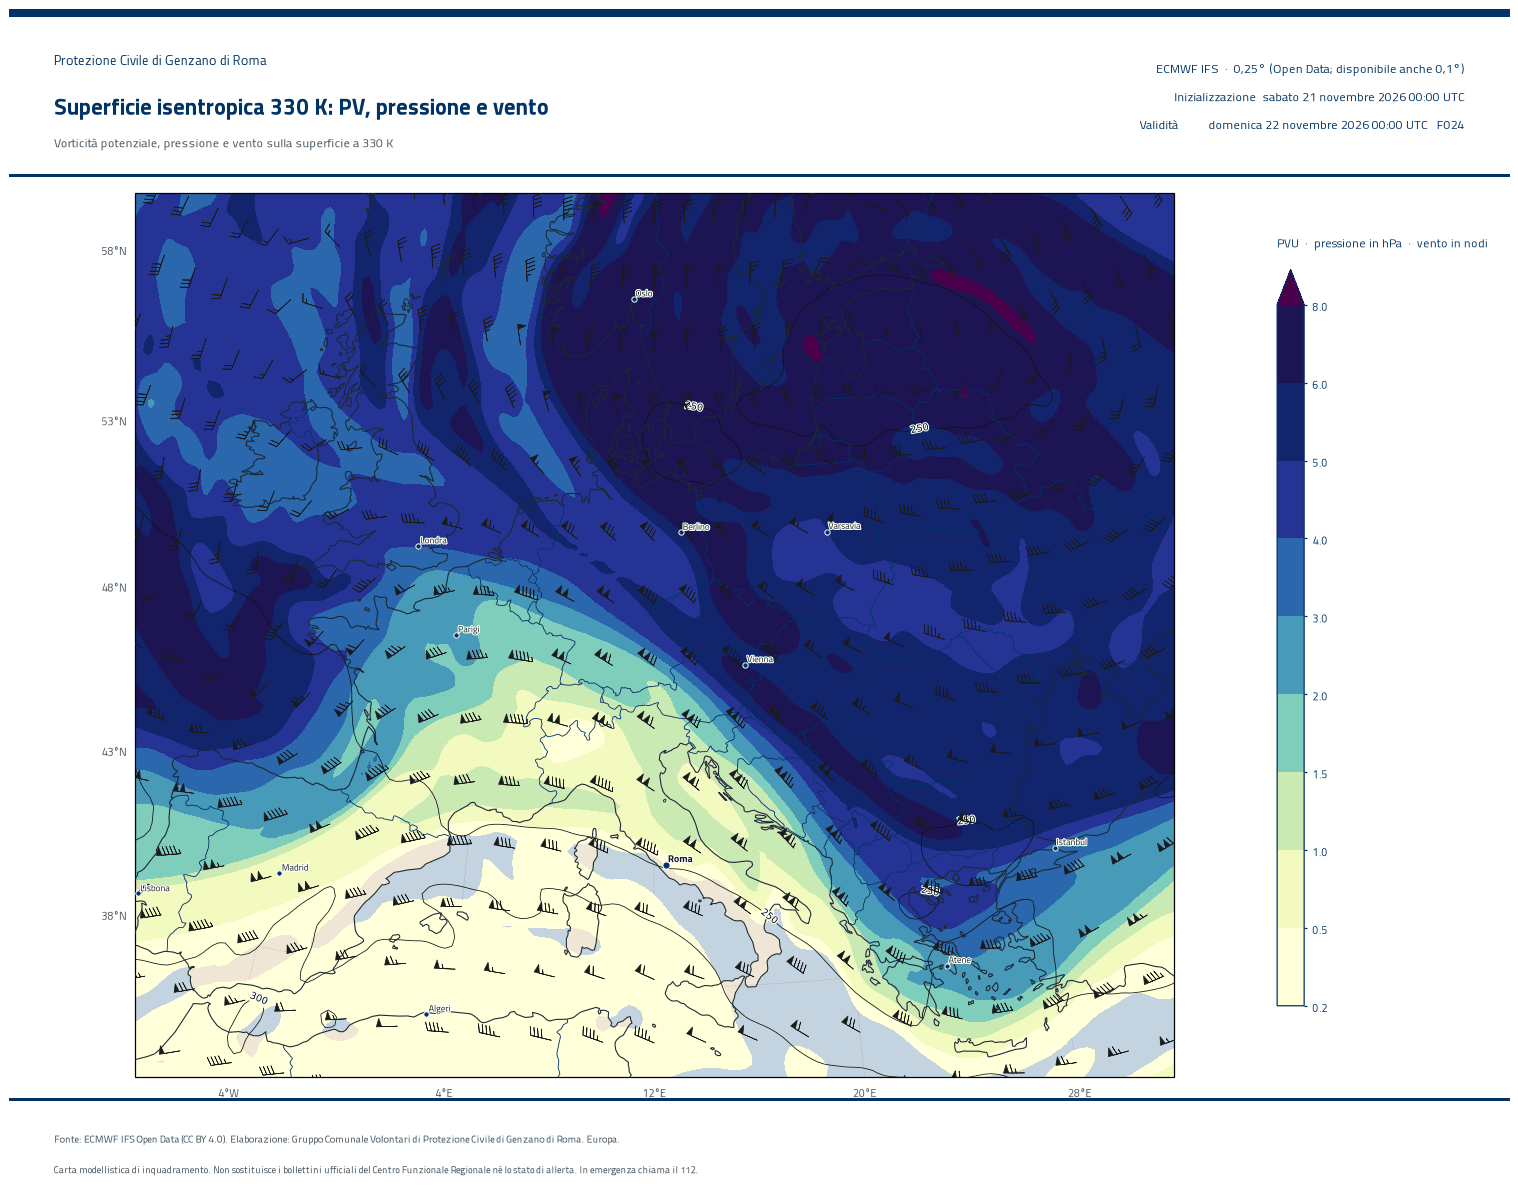 Protezione Civile di Genzano di Roma
Superficie isentropica 330 K: PV, pressione e vento
Vorticità potenziale, pressione e vento sulla superficie a 330 K
ECMWF IFS · 0,25° (Open Data; disponibile anche 0,1°)
Inizializzazione sabato 21 novembre 2026 00:00 UTC
Validità domenica 22 novembre 2026 00:00 UTC F024
PVU · pressione in hPa · vento in nodi
8.0
6.0
5.0
4.0
3.0
2.0
1.5
1.0
0.5
0.2
58°N
53°N
48°N
43°N
38°N
Oslo
250
250
Berlino
Varsavia
Londra
Parigi
Vienna
Istanbul
Roma
Madrid
Lisbona
250
Atene
300
Algeri
4°W
4°E
12°E
20°E
28°E
Fonte: ECMWF IFS Open Data (CC BY 4.0). Elaborazione: Gruppo Comunale Volontari di Protezione Civile di Genzano di Roma. Europa.
Carta modellistica di inquadramento. Non sostituisce i bollettini ufficiali del Centro Funzionale Regionale né lo stato di allerta. In emergenza chiama il 112.